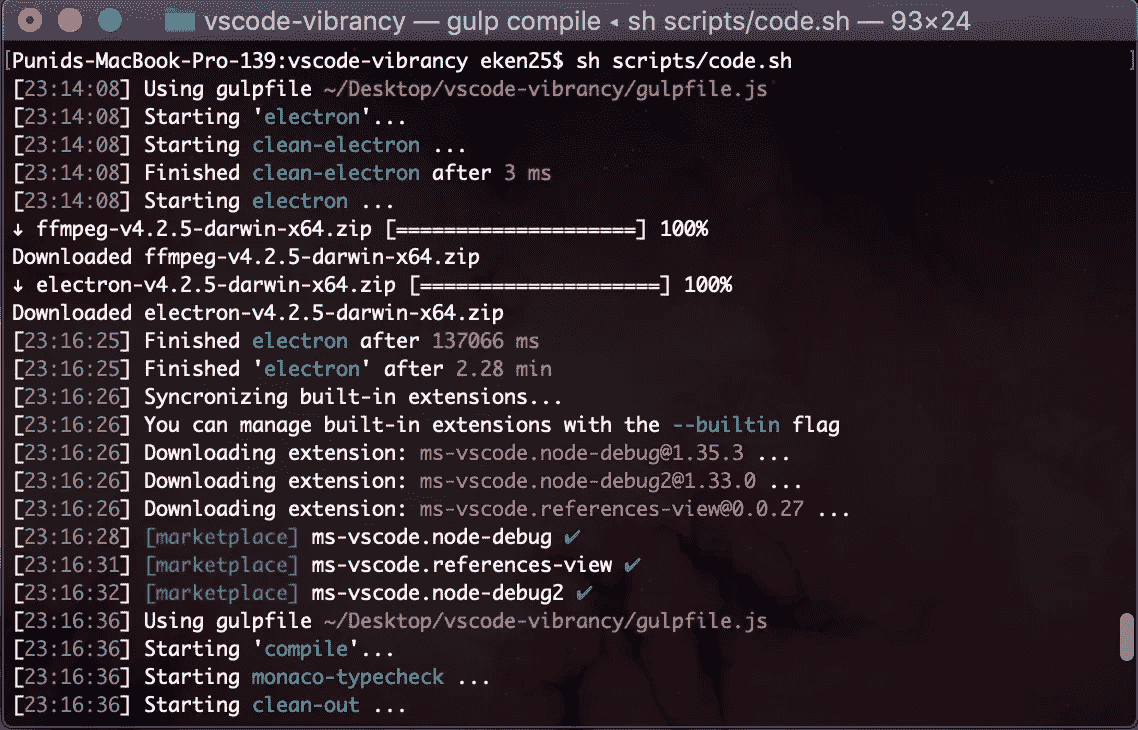 vscode-vibrancy — gulp compile ◂ sh scripts/code.sh — 93×24
[Punids-MacBook-Pro-139:vscode-vibrancy eken25$ sh scripts/code.sh ]
[23:14:08] Using gulpfile ~/Desktop/vscode-vibrancy/gulpfile.js
[23:14:08] Starting 'electron'...
[23:14:08] Starting clean-electron ...
[23:14:08] Finished clean-electron after 3 ms
[23:14:08] Starting electron ...
↓ ffmpeg-v4.2.5-darwin-x64.zip [====================] 100%
Downloaded ffmpeg-v4.2.5-darwin-x64.zip
↓ electron-v4.2.5-darwin-x64.zip [====================] 100%
Downloaded electron-v4.2.5-darwin-x64.zip
[23:16:25] Finished electron after 137066 ms
[23:16:25] Finished 'electron' after 2.28 min
[23:16:26] Syncronizing built-in extensions...
[23:16:26] You can manage built-in extensions with the --builtin flag
[23:16:26] Downloading extension: ms-vscode.node-debug@1.35.3 ...
[23:16:26] Downloading extension: ms-vscode.node-debug2@1.33.0 ...
[23:16:26] Downloading extension: ms-vscode.references-view@0.0.27 ...
[23:16:28] [marketplace] ms-vscode.node-debug ✔
[23:16:31] [marketplace] ms-vscode.references-view ✔
[23:16:32] [marketplace] ms-vscode.node-debug2 ✔
[23:16:36] Using gulpfile ~/Desktop/vscode-vibrancy/gulpfile.js
[23:16:36] Starting 'compile'...
[23:16:36] Starting monaco-typecheck ...
[23:16:36] Starting clean-out ...